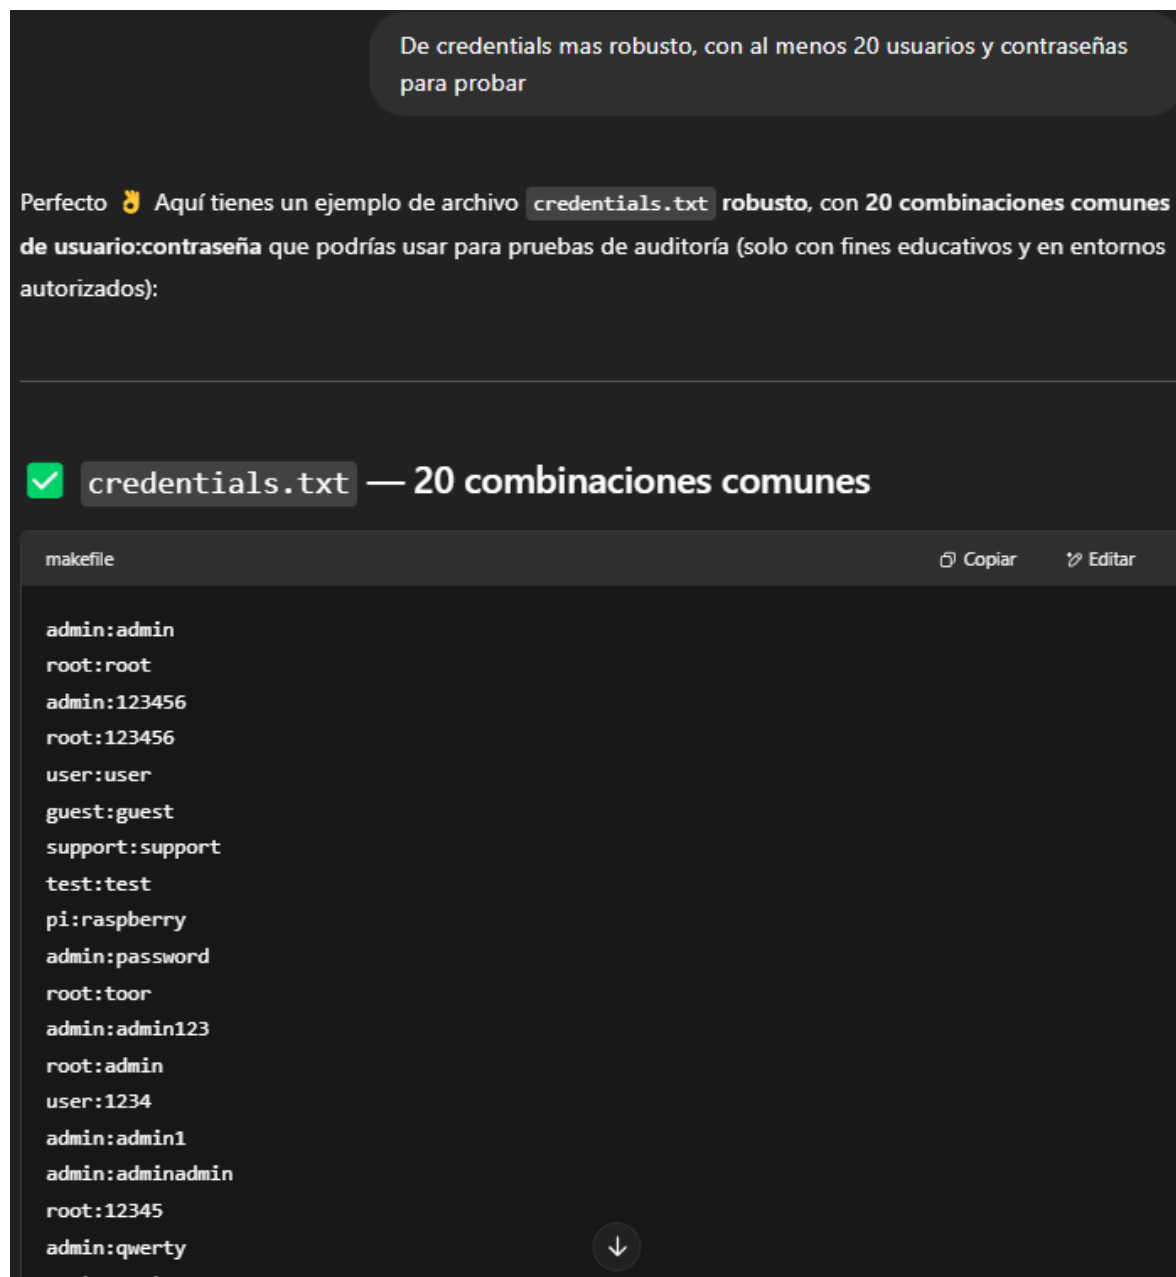 De credentials mas robusto, con al menos 20 usuarios y contraseñas
para probar
Perfecto 👌 Aquí tienes un ejemplo de archivo credentials.txt robusto, con 20 combinaciones comunes
de usuario:contraseña que podrías usar para pruebas de auditoría (solo con fines educativos y en entornos
autorizados):
✅ credentials.txt — 20 combinaciones comunes
makefile
Copiar
Editar
admin:admin
root:root
admin:123456
root:123456
user:user
guest:guest
support:support
test:test
pi:raspberry
admin:password
root:toor
admin:admin123
root:admin
user:1234
admin:admin1
admin:adminadmin
root:12345
admin:qwerty